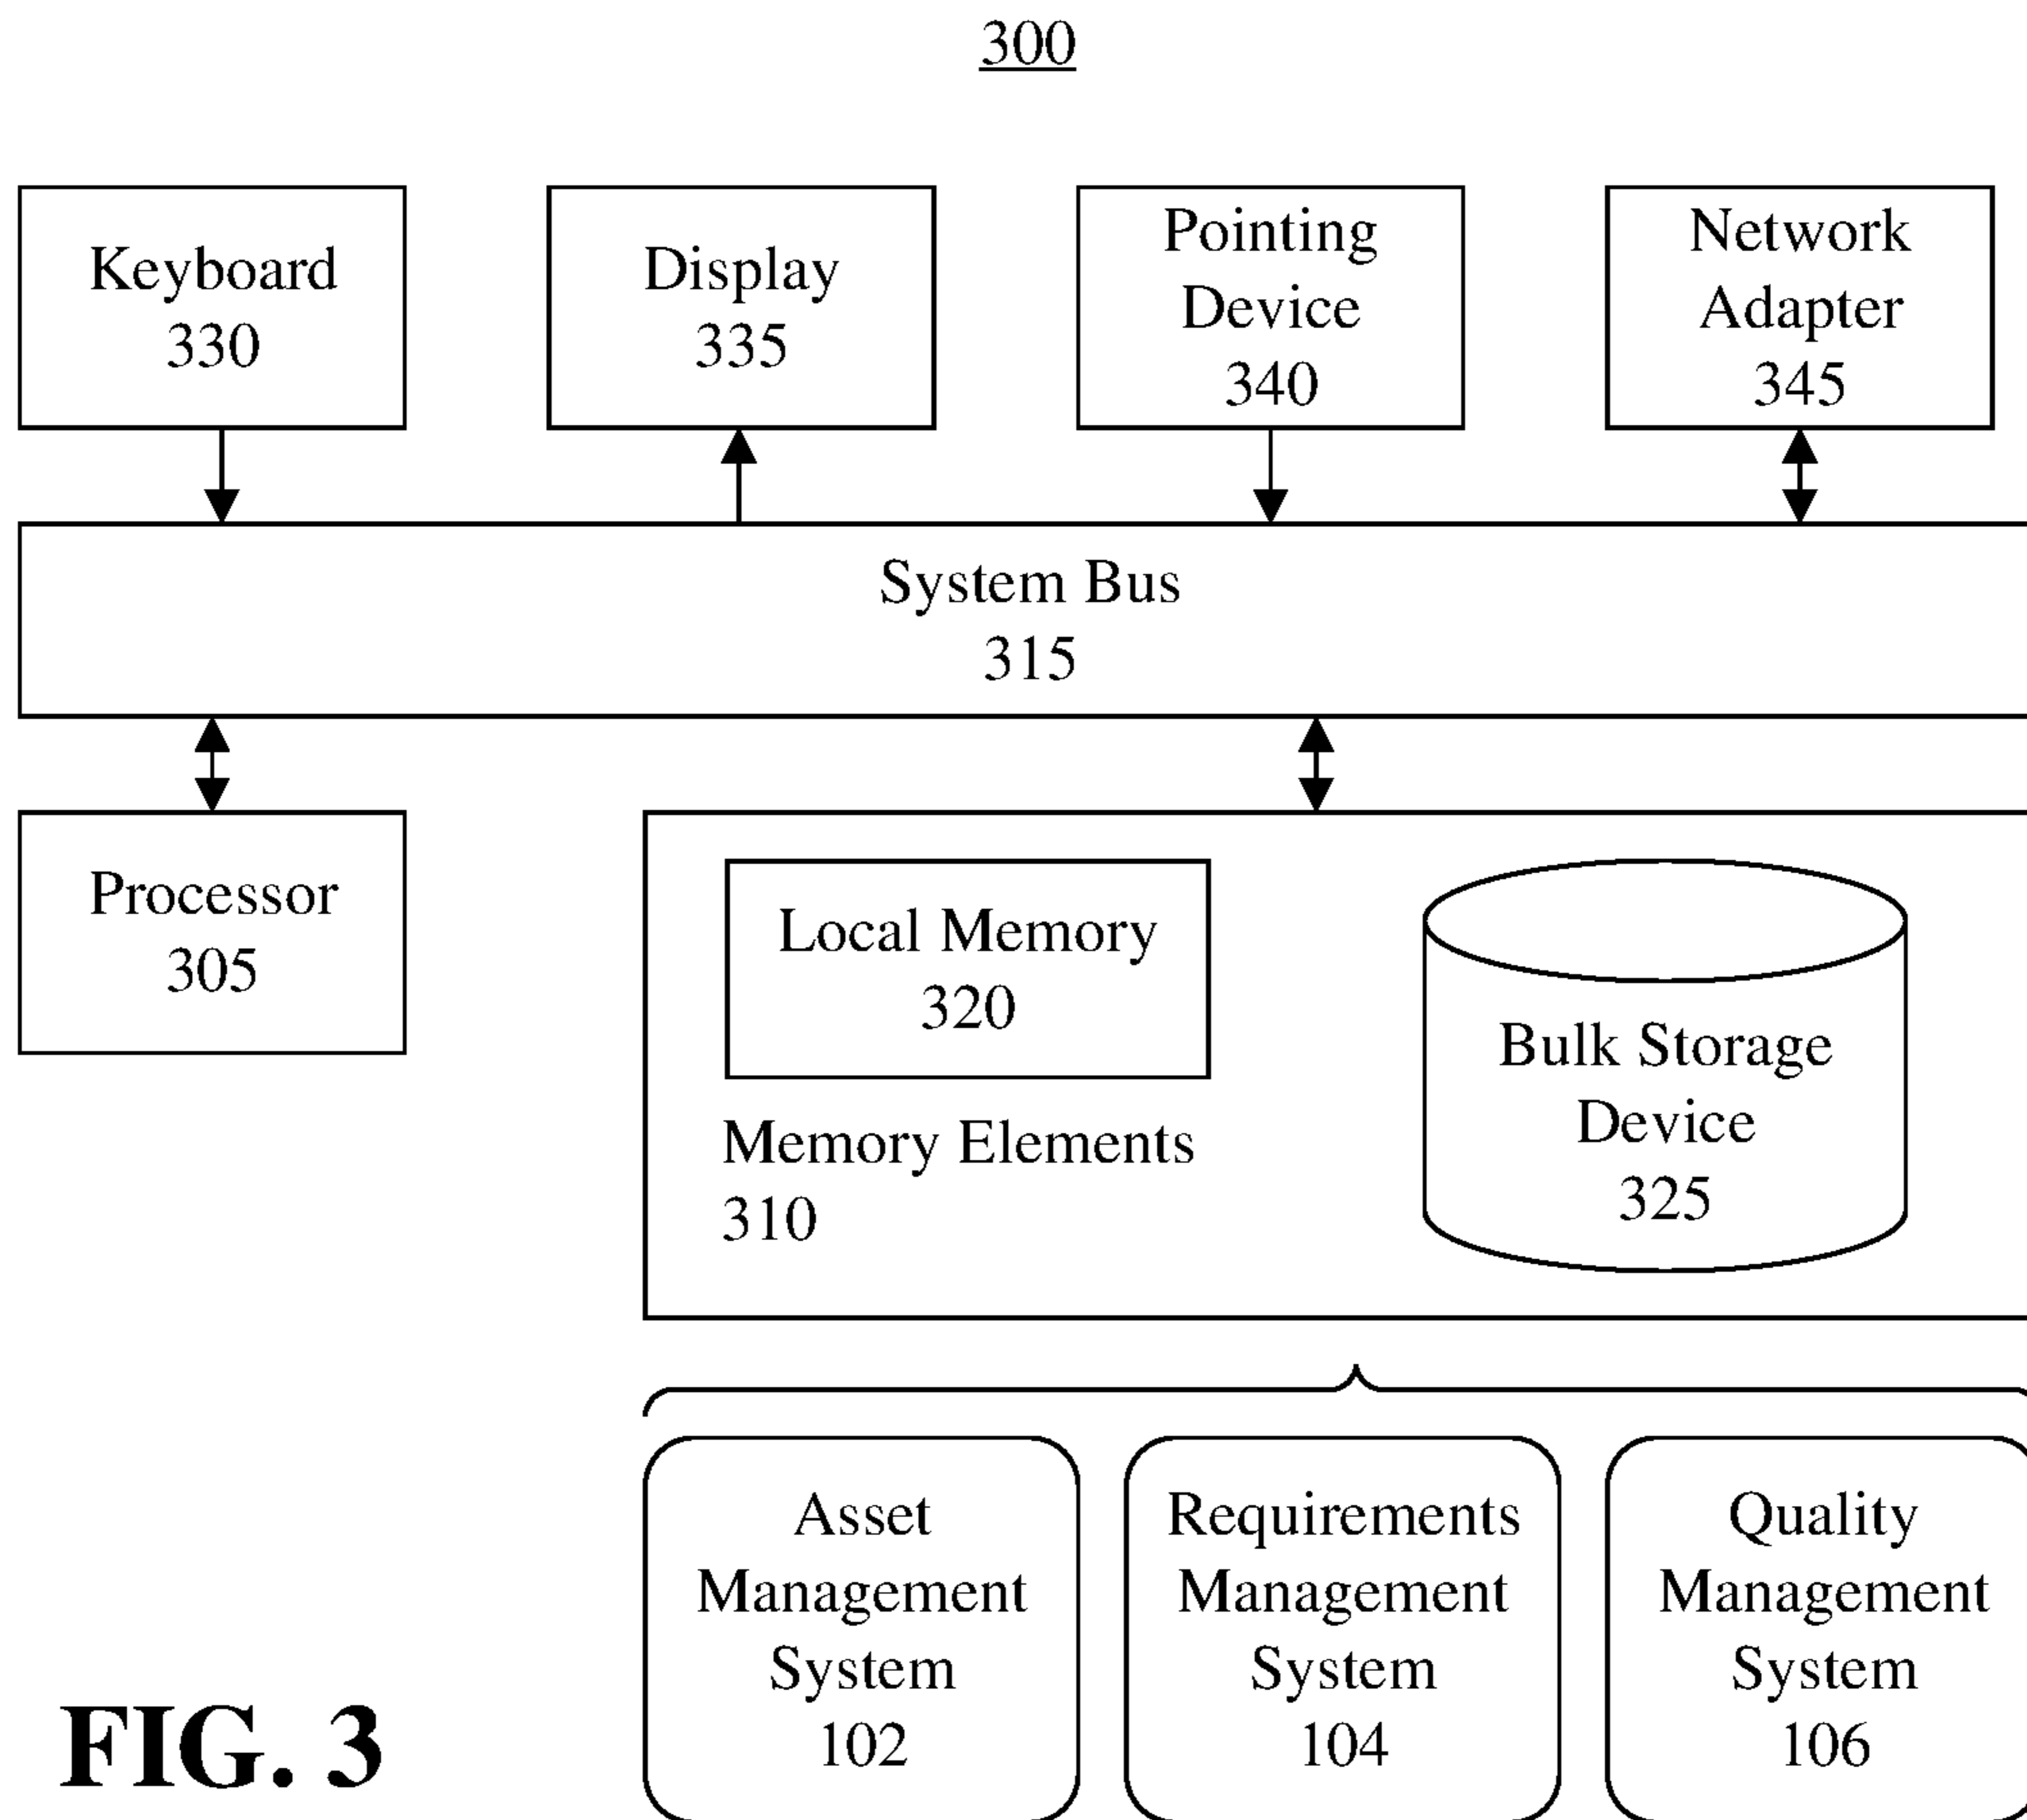 300
Keyboard
330
Display
335
Pointing
Device
340
Network
Adapter
345
System Bus
315
Processor
305
Local Memory
320
Memory Elements
310
Bulk Storage
Device
325
Asset
Management
System
102
Requirements
Management
System
104
Quality
Management
System
106
FIG. 3